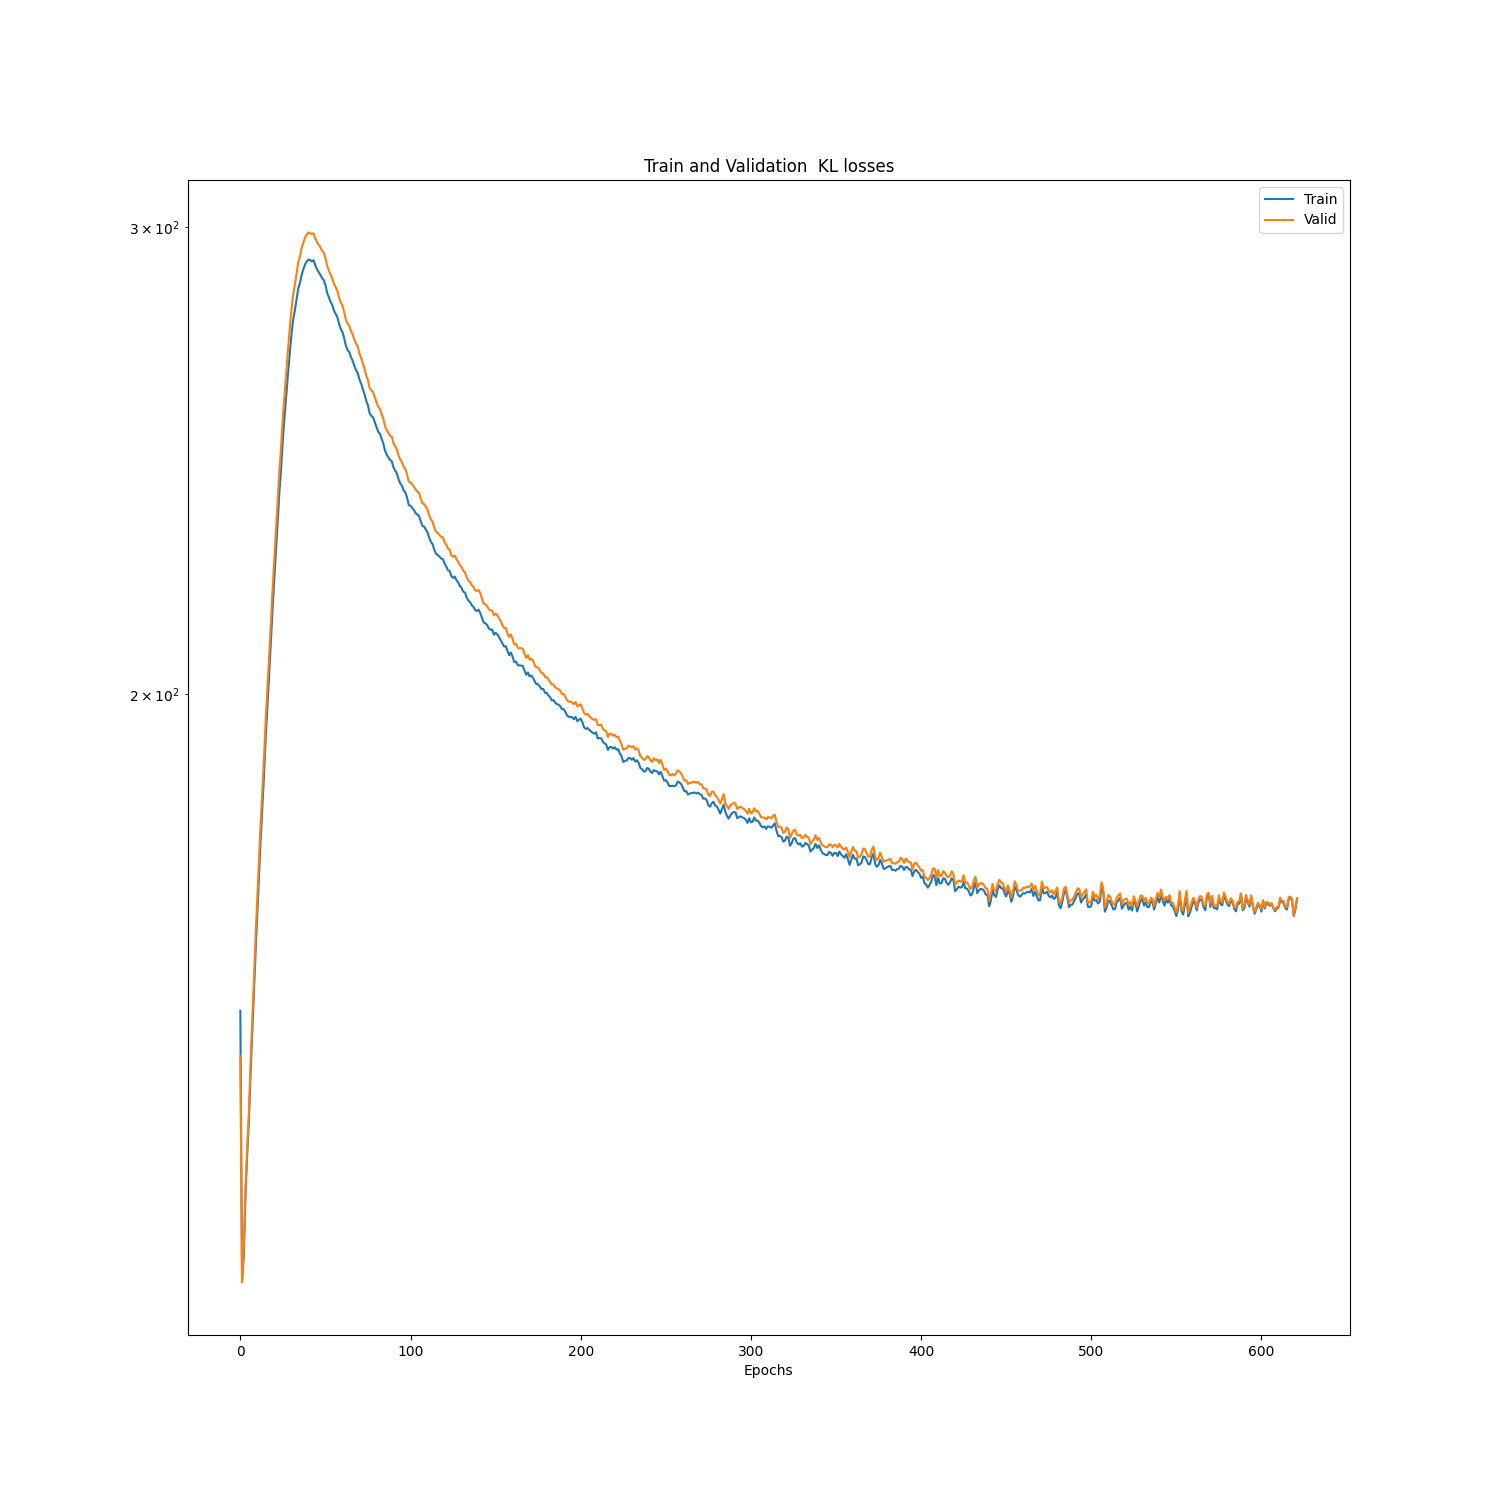 Train and Validation  KL losses
Train
Valid
3 × 10²
2 × 10²
0 100 200 300 400 500 600
Epochs